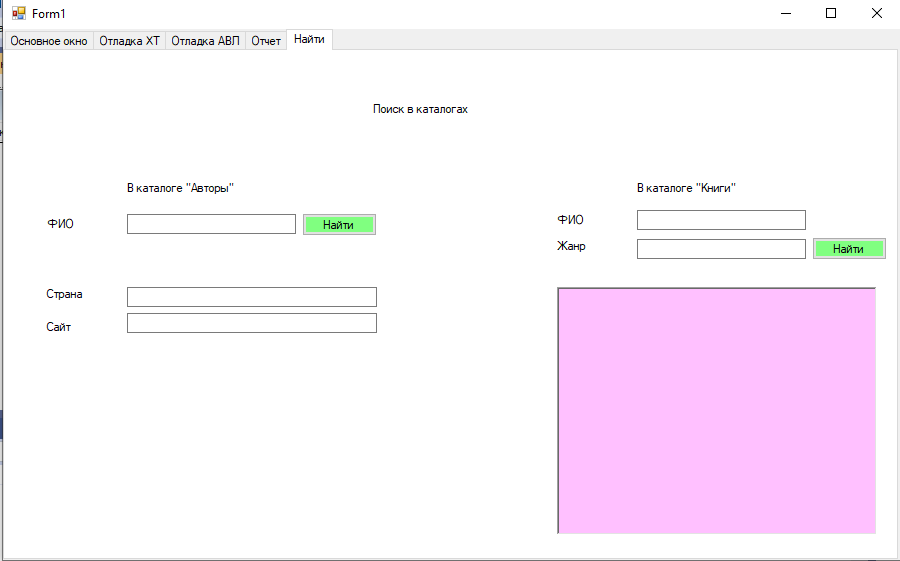 Form1
Основное окно Отладка ХТ Отладка АВЛ Отчет Найти
Поиск в каталогах
В каталоге "Авторы"
ФИО Найти
Страна
Сайт
В каталоге "Книги"
ФИО
Жанр Найти